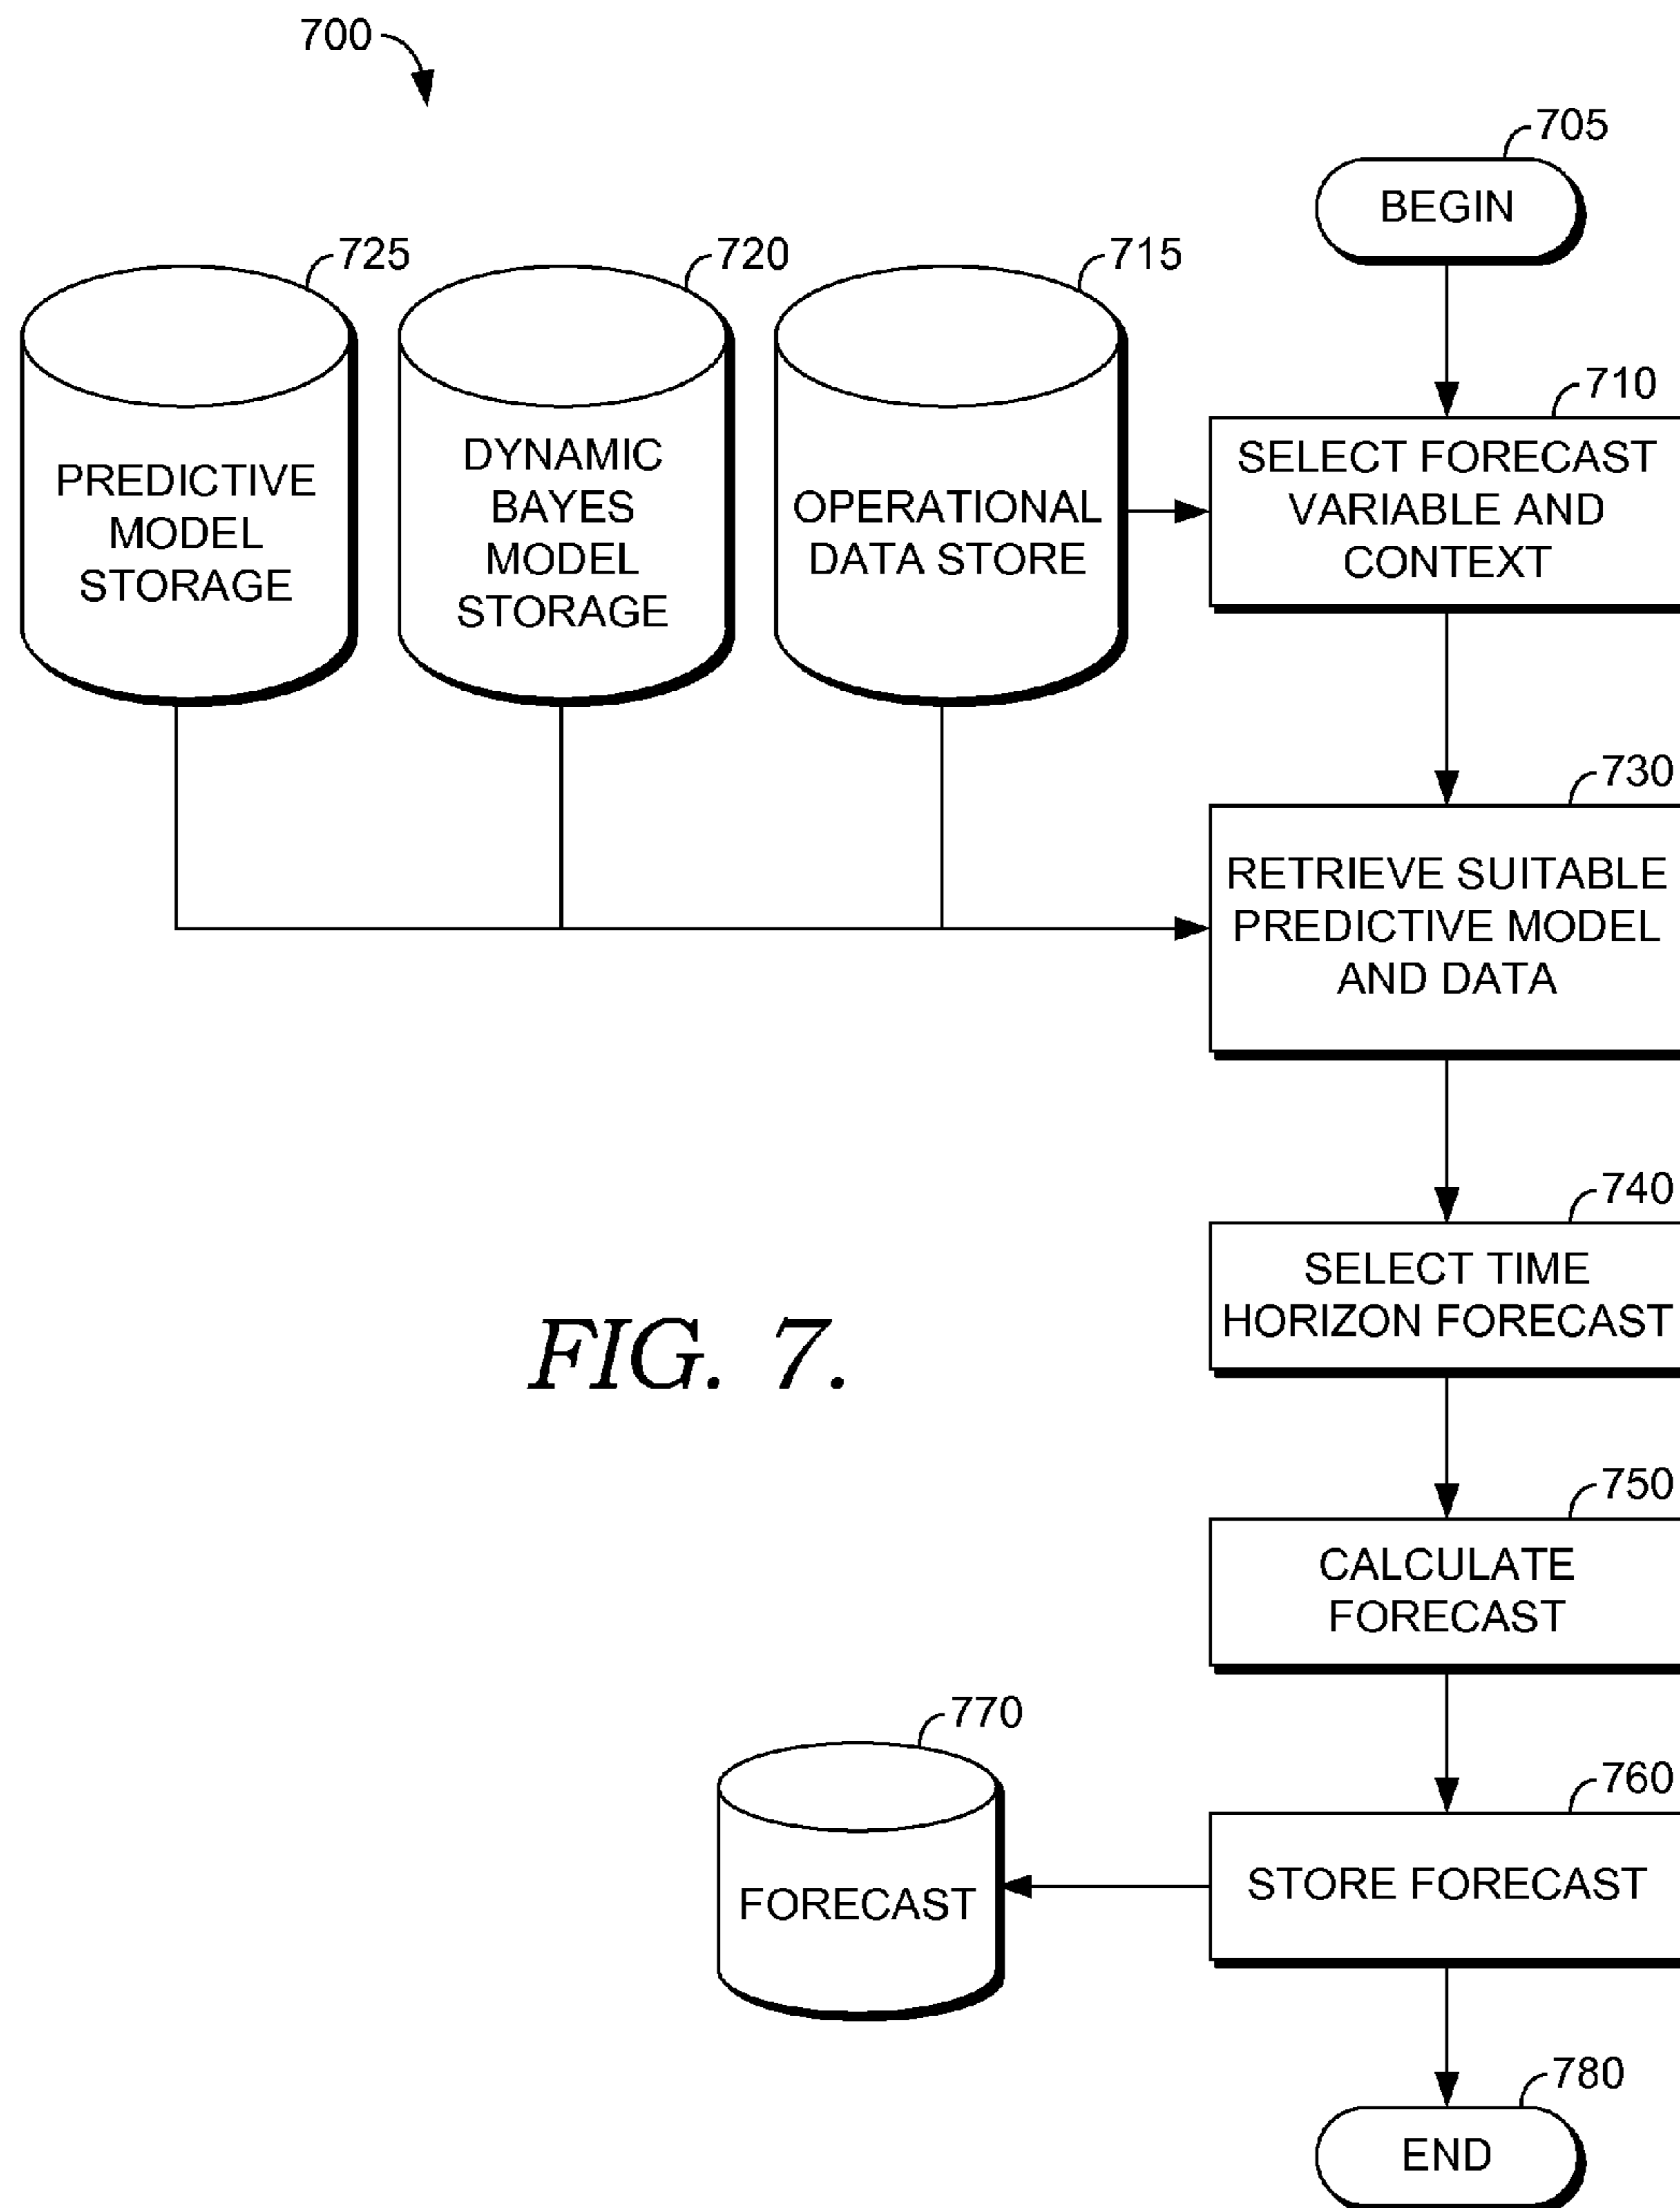 700
705
BEGIN
725
720
715
710
PREDICTIVE
MODEL
STORAGE
DYNAMIC
BAYES
MODEL
STORAGE
OPERATIONAL
DATA STORE
SELECT FORECAST
VARIABLE AND
CONTEXT
730
RETRIEVE SUITABLE
PREDICTIVE MODEL
AND DATA
740
SELECT TIME
HORIZON FORECAST
FIG. 7.
750
CALCULATE
FORECAST
770
FORECAST
760
STORE FORECAST
780
END